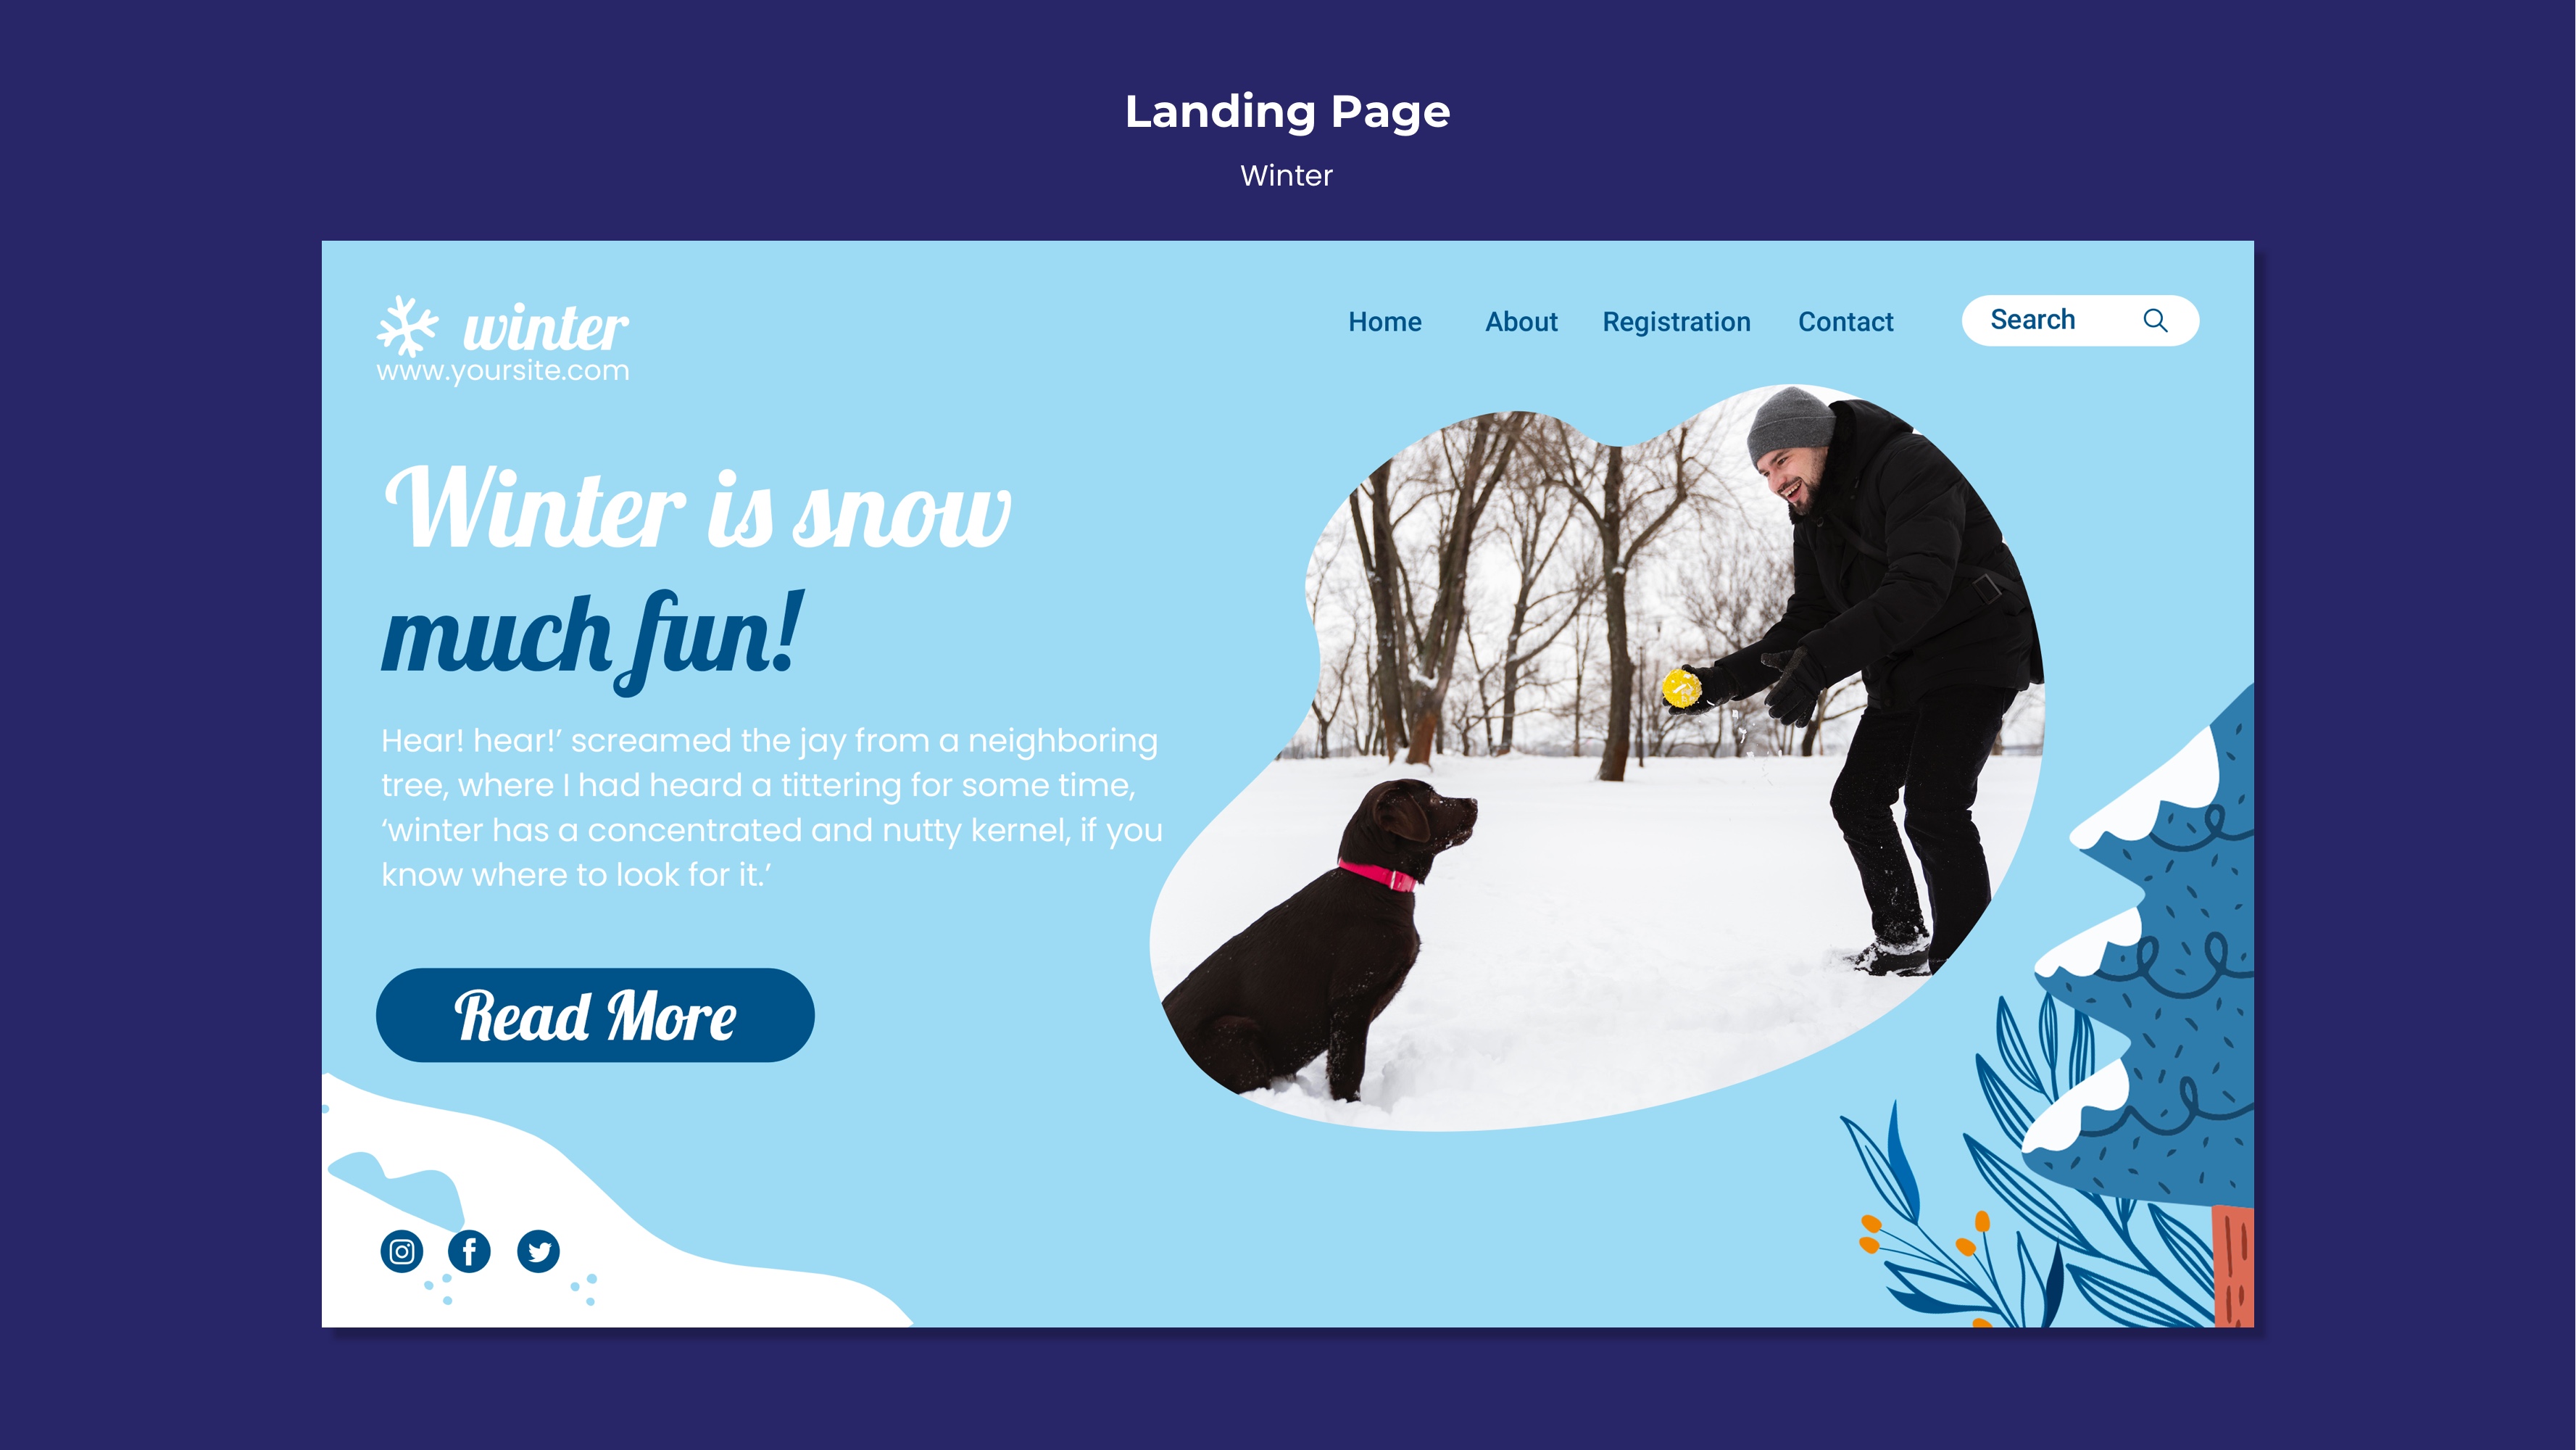 Landing Page
Winter
winter
www.yoursite.com
Home About Registration Contact Search
Winter is snow
much fun!
Hear! hear!’ screamed the jay from a neighboring
tree, where I had heard a tittering for some time,
‘winter has a concentrated and nutty kernel, if you
know where to look for it.’
Read More